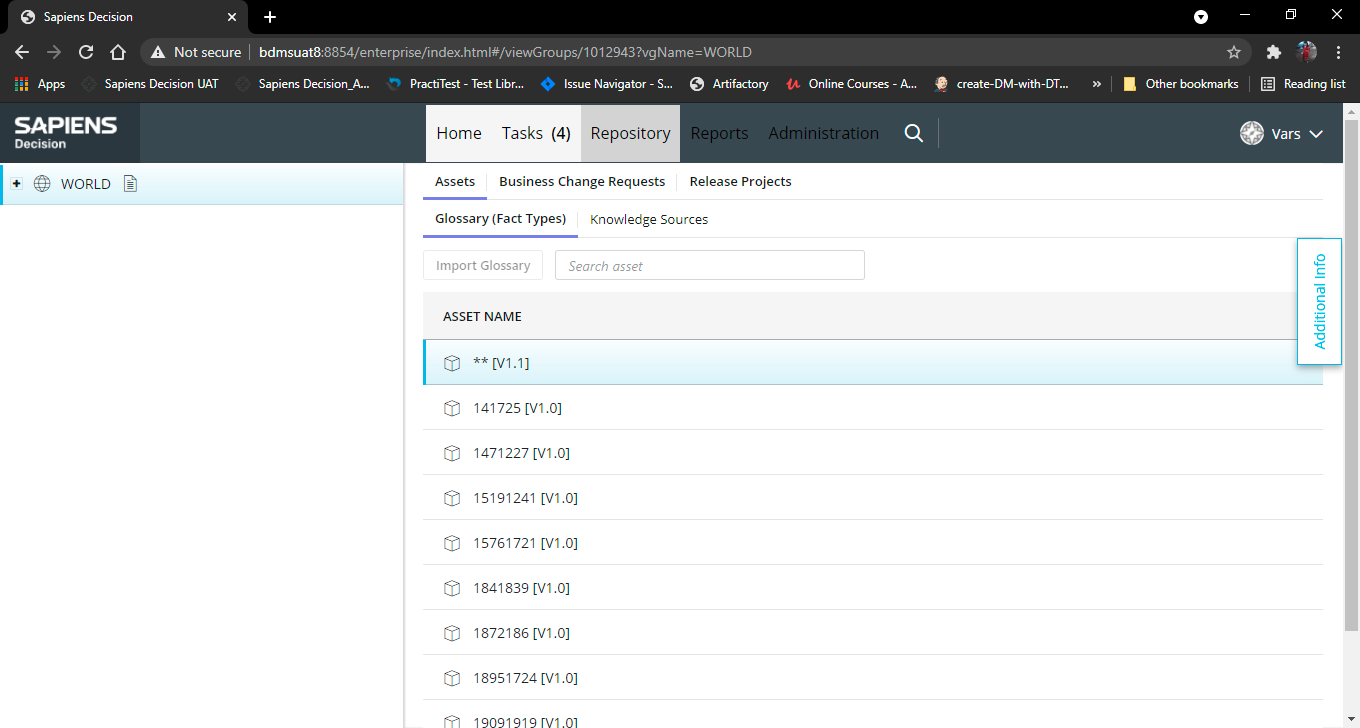 Sapiens Decision
Not secure bdmsuat8:8854/enterprise/index.html#/viewGroups/1012943?vgName=WORLD
Apps Sapiens Decision UAT Sapiens Decision_A... PractiTest - Test Libr... Issue Navigator - S... Artifactory Online Courses - A... create-DM-with-DT... » Other bookmarks Reading list
SAPIENS
Decision
Home Tasks (4) Repository Reports Administration Vars
WORLD
Assets Business Change Requests Release Projects
Glossary (Fact Types) Knowledge Sources
Import Glossary Search asset
Additional Info
ASSET NAME
** [V1.1]
141725 [V1.0]
1471227 [V1.0]
15191241 [V1.0]
15761721 [V1.0]
1841839 [V1.0]
1872186 [V1.0]
18951724 [V1.0]
19091919 [V1.0]